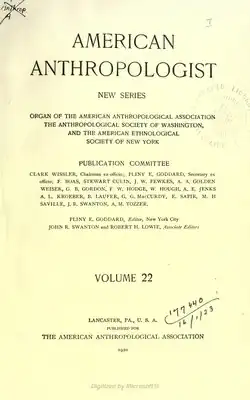 AMERICAN
ANTHROPOLOGIST
NEW SERIES
ORGAN OF THE AMERICAN ANTHROPOLOGICAL ASSOCIATION
THE ANTHROPOLOGICAL SOCIETY OF WASHINGTON,
AND THE AMERICAN ETHNOLOGICAL
SOCIETY OF NEW YORK
PUBLICATION COMMITTEE
CLARK WISSLER, Chairman ex-officio; PLINY E. GODDARD, Secretary ex
officio; F. BOAS, STEWART CULIN, J. W. FEWKES, A. A. GOLDEN
WEISER, G. B. GORDON, F. W. HODGE, W. HOUGH, A. E. JENKS
A. L. KROEBER, B. LAUFER, G. G. MacCURDY, E. SAPIR, M. H
SAVILLE, J. R. SWANTON, A. M. TOZZER.
PLINY E. GODDARD, Editor, New York City
JOHN R. SWANTON and ROBERT H. LOWIE, Associate Editors
VOLUME 22
177440
16/1/23
LANCASTER, PA., U. S. A.
PUBLISHED FOR
THE AMERICAN ANTHROPOLOGICAL ASSOCIATION
1920
Digitized by Microsoft®